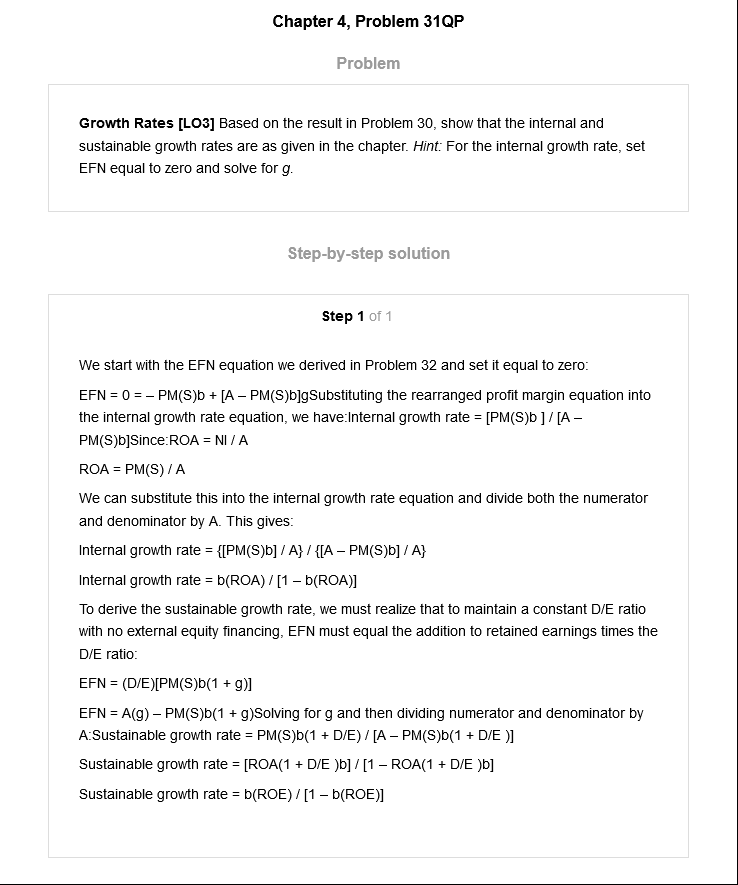 Chapter 4, Problem 31QP
Problem
Growth Rates [LO3] Based on the result in Problem 30, show that the internal and
sustainable growth rates are as given in the chapter. Hint: For the internal growth rate, set
EFN equal to zero and solve for g.
Step-by-step solution
Step 1 of 1
We start with the EFN equation we derived in Problem 32 and set it equal to zero:
EFN = 0 = – PM(S)b + [A – PM(S)b]gSubstituting the rearranged profit margin equation into
the internal growth rate equation, we have:Internal growth rate = [PM(S)b ] / [A –
PM(S)b]Since:ROA = NI / A
ROA = PM(S) / A
We can substitute this into the internal growth rate equation and divide both the numerator
and denominator by A. This gives:
Internal growth rate = {[PM(S)b] / A} / {[A – PM(S)b] / A}
Internal growth rate = b(ROA) / [1 – b(ROA)]
To derive the sustainable growth rate, we must realize that to maintain a constant D/E ratio
with no external equity financing, EFN must equal the addition to retained earnings times the
D/E ratio:
EFN = (D/E)[PM(S)b(1 + g)]
EFN = A(g) – PM(S)b(1 + g)Solving for g and then dividing numerator and denominator by
A:Sustainable growth rate = PM(S)b(1 + D/E) / [A – PM(S)b(1 + D/E )]
Sustainable growth rate = [ROA(1 + D/E )b] / [1 – ROA(1 + D/E )b]
Sustainable growth rate = b(ROE) / [1 – b(ROE)]